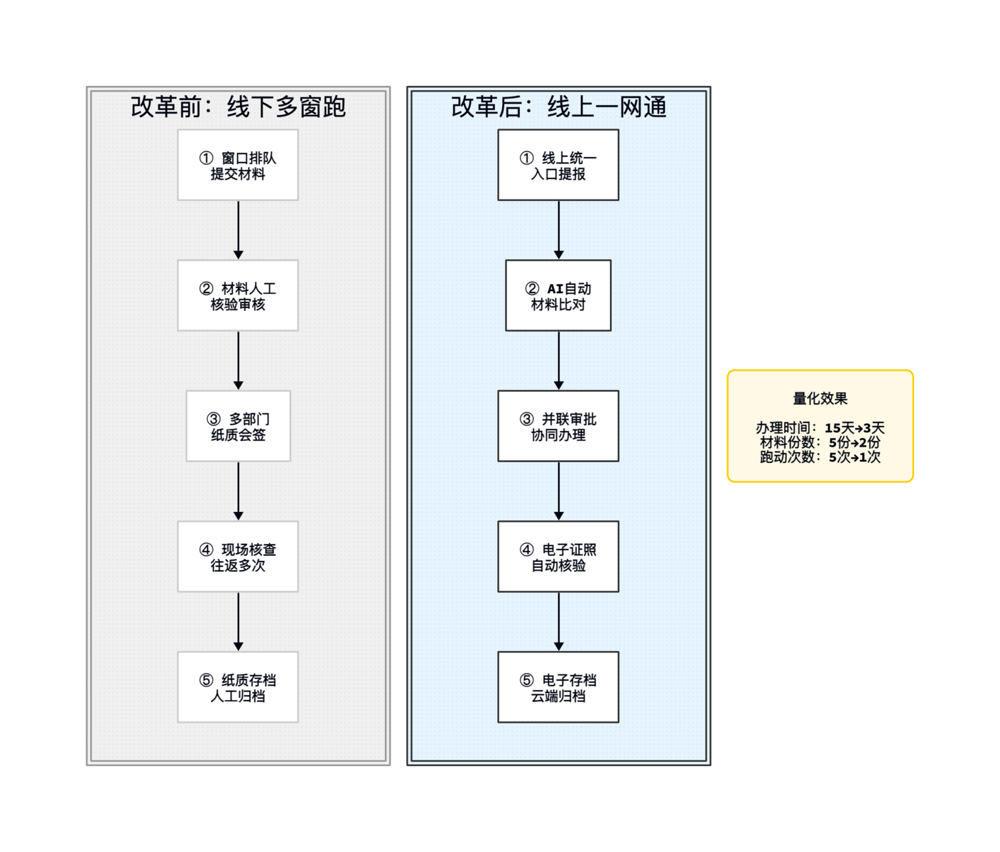 改革前：线下多窗跑
① 窗口排队
提交材料
② 材料人工
核验审核
③ 多部门
纸质会签
④ 现场核查
往返多次
⑤ 纸质存档
人工归档
改革后：线上一网通
① 线上统一
入口提报
② AI自动
材料比对
③ 并联审批
协同办理
④ 电子证照
自动核验
⑤ 电子存档
云端归档
量化效果
办理时间：15天→3天
材料份数：5份→2份
跑动次数：5次→1次